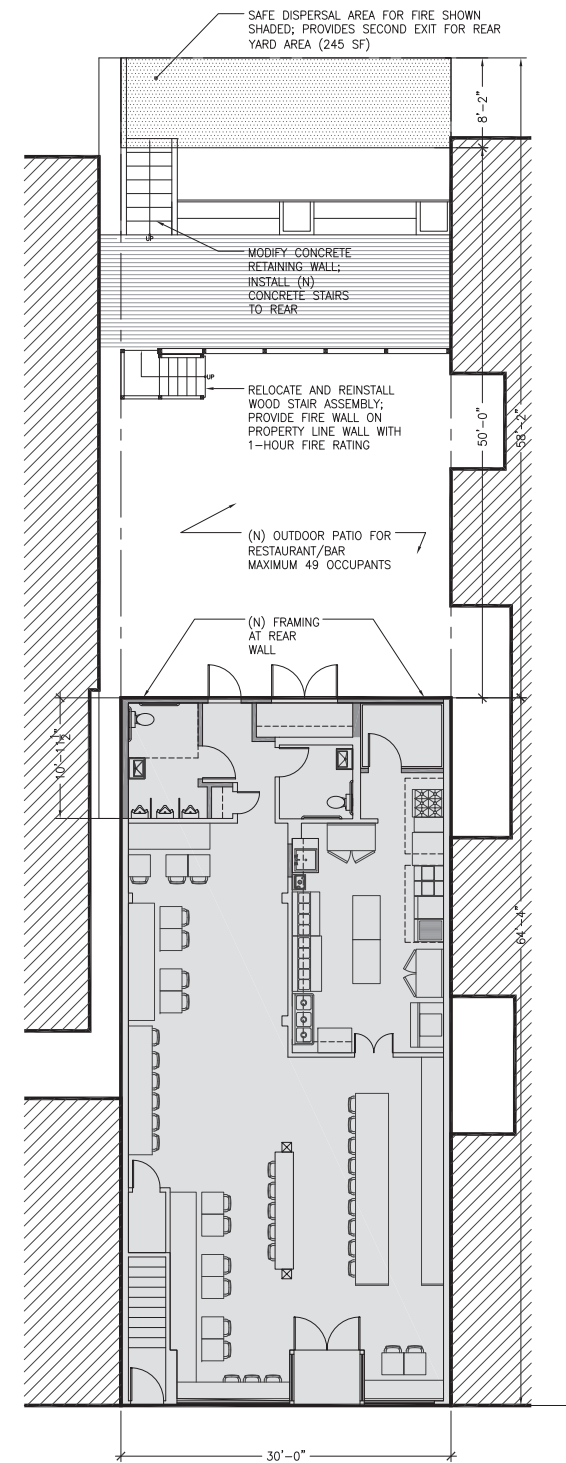 SAFE DISPERSAL AREA FOR FIRE SHOWN
SHADED; PROVIDES SECOND EXIT FOR REAR
YARD AREA (245 SF)
8'-2"
UP
MODIFY CONCRETE
RETAINING WALL;
INSTALL (N)
CONCRETE STAIRS
TO REAR
UP
RELOCATE AND REINSTALL
WOOD STAIR ASSEMBLY;
PROVIDE FIRE WALL ON
PROPERTY LINE WALL WITH
1-HOUR FIRE RATING
50'-0"
58'-2"
(N) OUTDOOR PATIO FOR
RESTAURANT/BAR
MAXIMUM 49 OCCUPANTS
(N) FRAMING
AT REAR
WALL
10'-11 1/2"
64'-4"
30'-0"